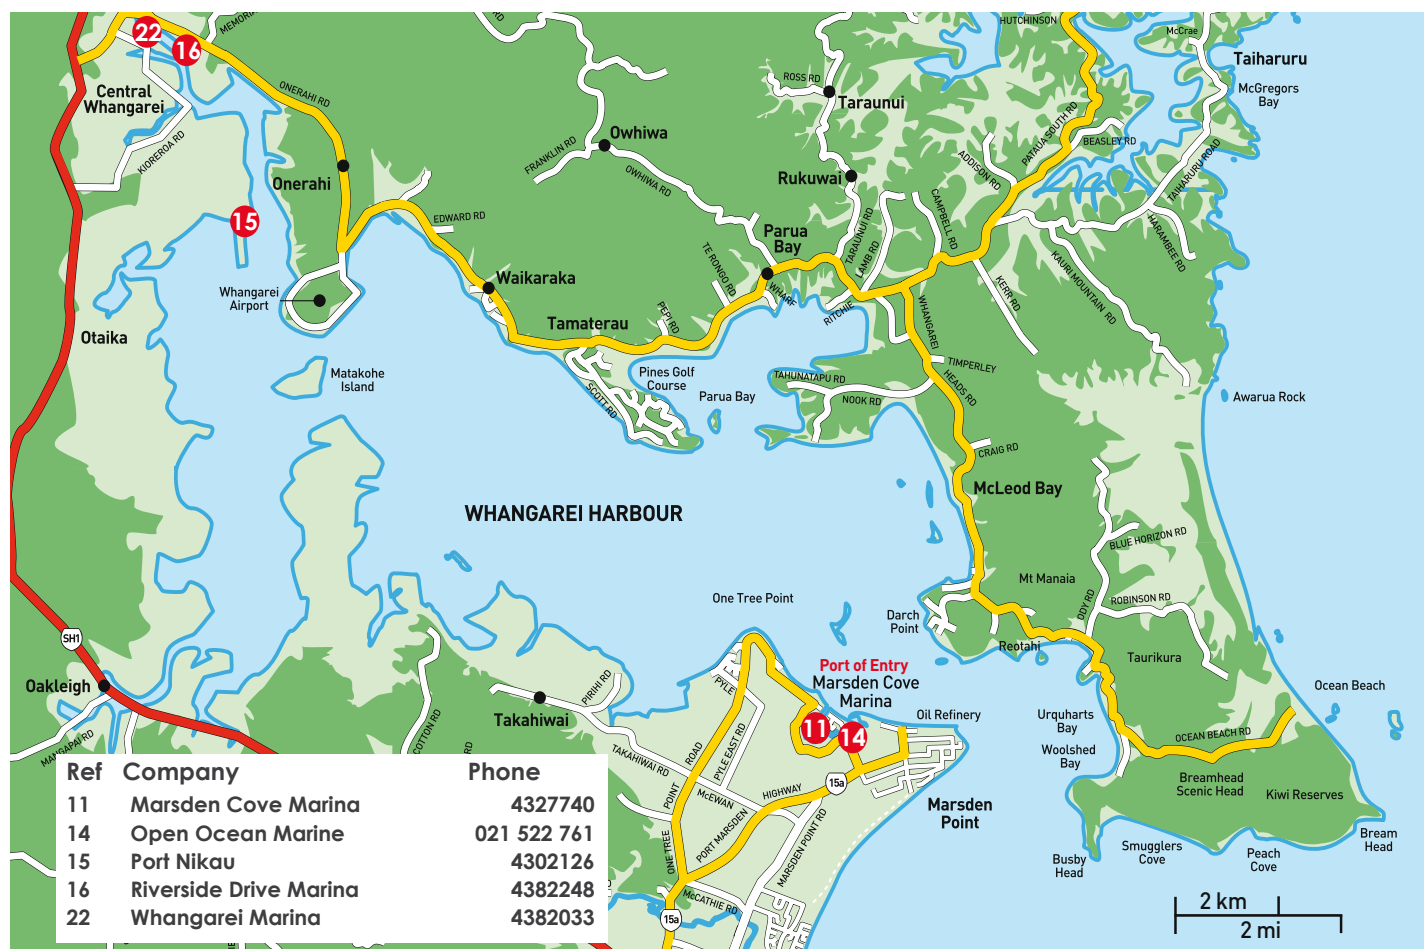 HUTCHINSON
McCrae
22
16
Taiharuru
McGregors
Bay
Central
Whangarei
ONERAHI RD
ROSS RD
Taraunui
KIOREROA RD
Owhiwa
FRANKLIN RD
OWHIWA RD
PATAUA SOUTH RD
BEASLEY RD
ADDISON RD
TAIHARURU ROAD
Onerahi
Rukuwai
15
EDWARD RD
CAMPBELL RD
TARAUNUI RD
LAMB RD
HARAMBEE RD
Parua
Bay
TE RONGO RD
KAURI MOUNTAIN RD
KERR RD
Whangarei
Airport
Waikaraka
WHARF
RITCHIE
WHANGAREI
HEADS RD
Otaika
Tamaterau
PEPI RD
TIMPERLEY
Matakohe
Island
Pines Golf
Course
SCOTT RD
Parua Bay
TAHUNATAPU RD
NOOK RD
Awarua Rock
CRAIG RD
McLeod Bay
WHANGAREI HARBOUR
BLUE HORIZON RD
Mt Manaia
ROBINSON RD
One Tree Point
Darch
Point
Reotahi
Taurikura
SH1
Oakleigh
Port of Entry
Marsden Cove
Marina
PYLE
PIRIHI RD
Takahiwai
Ocean Beach
Oil Refinery
Urquharts
Bay
11
14
COTTON RD
MANGAPAI RD
RD
TAKAHIWAI RD
PYLE EAST RD
OCEAN BEACH RD
Woolshed
Bay
15a
Breamhead
Scenic Head
Kiwi Reserves
ONE TREE
POINT
ROAD
McEWAN
PORT MARSDEN
HIGHWAY
MARSDEN POINT RD
Marsden
Point
Bream
Head
Smugglers
Cove
Peach
Cove
Busby
Head
McCATHIE RD
15a
Ref Company Phone
11 Marsden Cove Marina 4327740
14 Open Ocean Marine 021 522 761
15 Port Nikau 4302126
16 Riverside Drive Marina 4382248
22 Whangarei Marina 4382033
2 km
2 mi